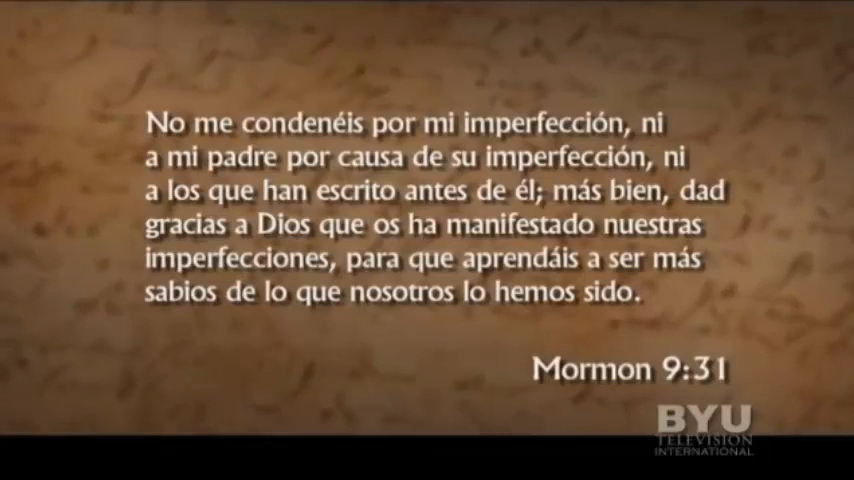 No me condenéis por mi imperfección, ni
a mi padre por causa de su imperfección, ni
a los que han escrito antes de él; más bien, dad
gracias a Dios que os ha manifestado nuestras
imperfecciones, para que aprendáis a ser más
sabios de lo que nosotros lo hemos sido.
Mormon 9:31
BYU
TELEVISION
INTERNATIONAL